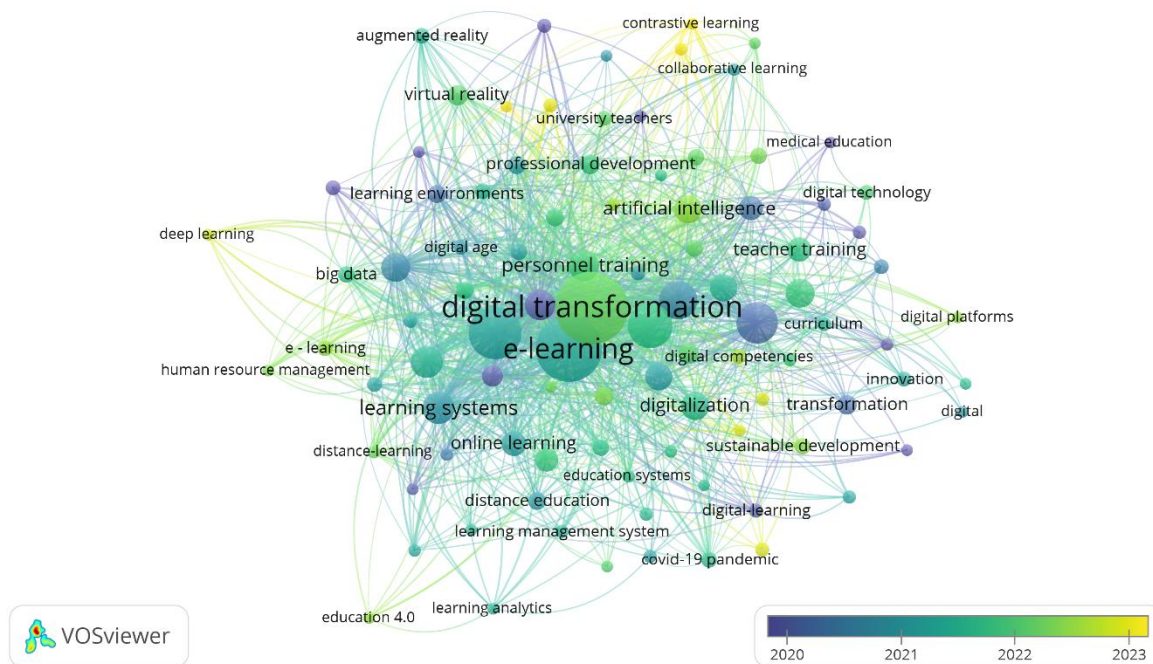 contrastive learning
augmented reality
collaborative learning
virtual reality
university teachers
medical education
professional development
learning environments
digital technology
artificial intelligence
deep learning
digital age
teacher training
big data
personnel training
digital transformation
digital platforms
curriculum
e-learning
e - learning
digital competencies
human resource management
innovation
learning systems
digitalization
transformation
digital
online learning
sustainable development
distance-learning
education systems
distance education
digital-learning
learning management system
covid-19 pandemic
learning analytics
education 4.0
VOSviewer
2020
2021
2022
2023